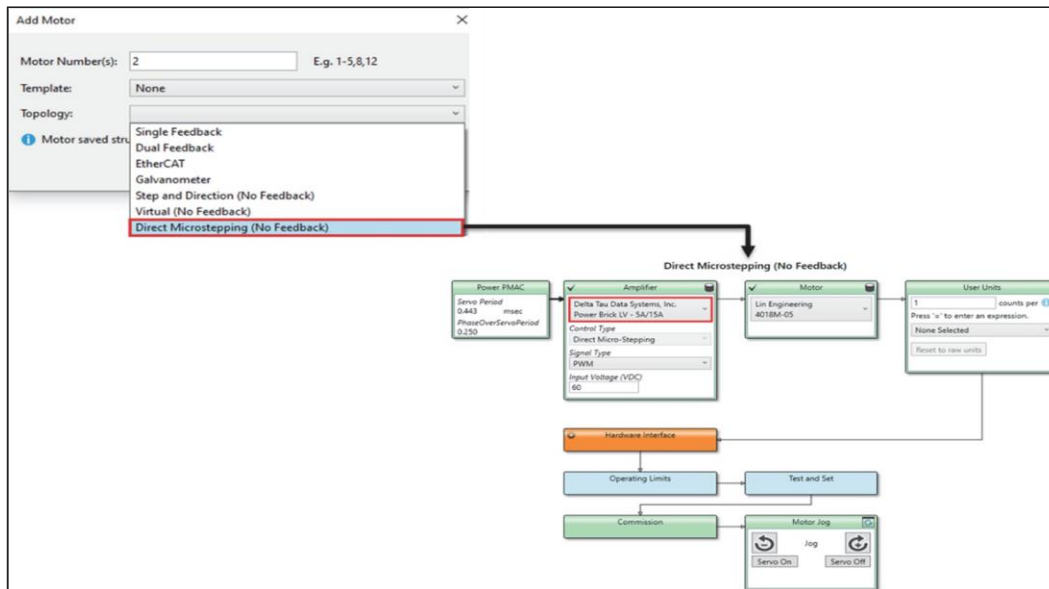 Add Motor
Motor Number(s): 2 E.g. 1-5,8,12
Template: None
Topology:
Motor saved stru
Single Feedback
Dual Feedback
EtherCAT
Galvanometer
Step and Direction (No Feedback)
Virtual (No Feedback)
Direct Microstepping (No Feedback)
Direct Microstepping (No Feedback)
Power PMAC
Servo Period
0.443 msec
PhaseOverServoPeriod
0.250
Amplifier
Delta Tau Data Systems, Inc.
Power Brick LV - 5A/15A
Control Type
Direct Micro-Stepping
Signal Type
PWM
Input Voltage (VDC)
60
Motor
Lin Engineering
4018M-05
User Units
1 counts per
Press '=' to enter an expression.
None Selected
Reset to raw units
Hardware Interface
Operating Limits
Test and Set
Commission
Motor Jog
Jog
Servo On
Servo Off